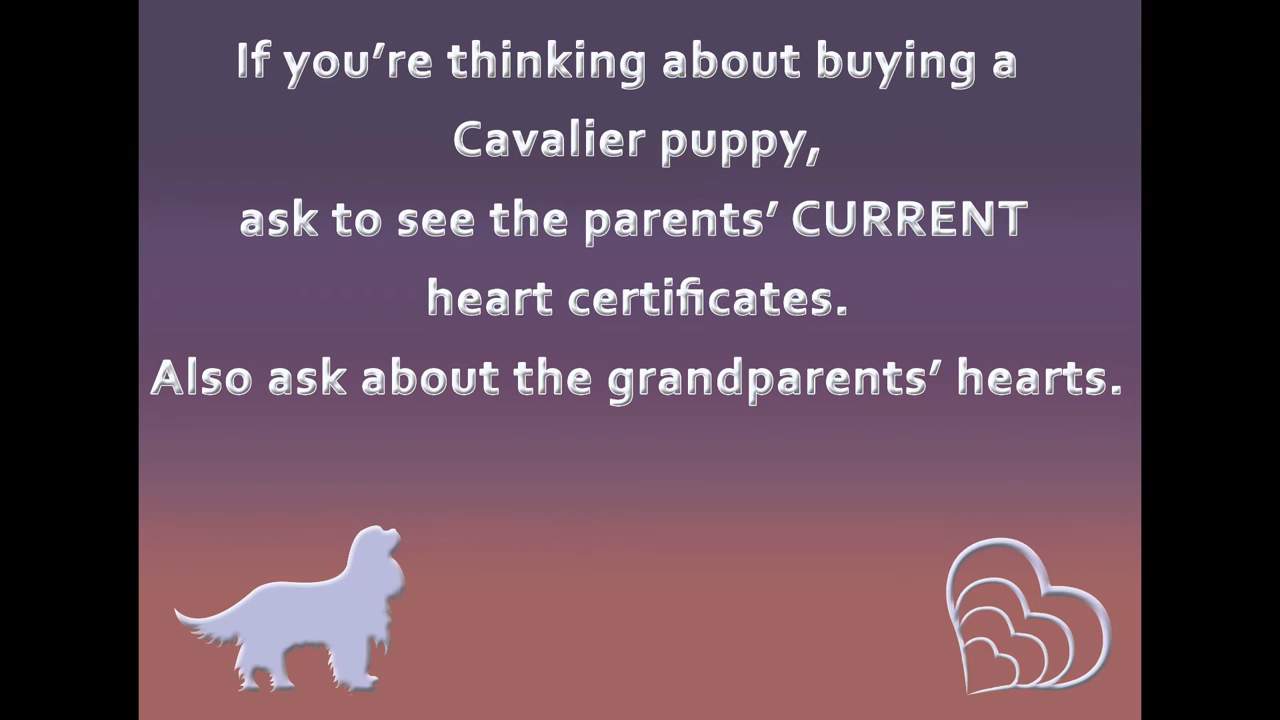 If you’re thinking about buying a
Cavalier puppy,
ask to see the parents’ CURRENT
heart certificates.
Also ask about the grandparents’ hearts.